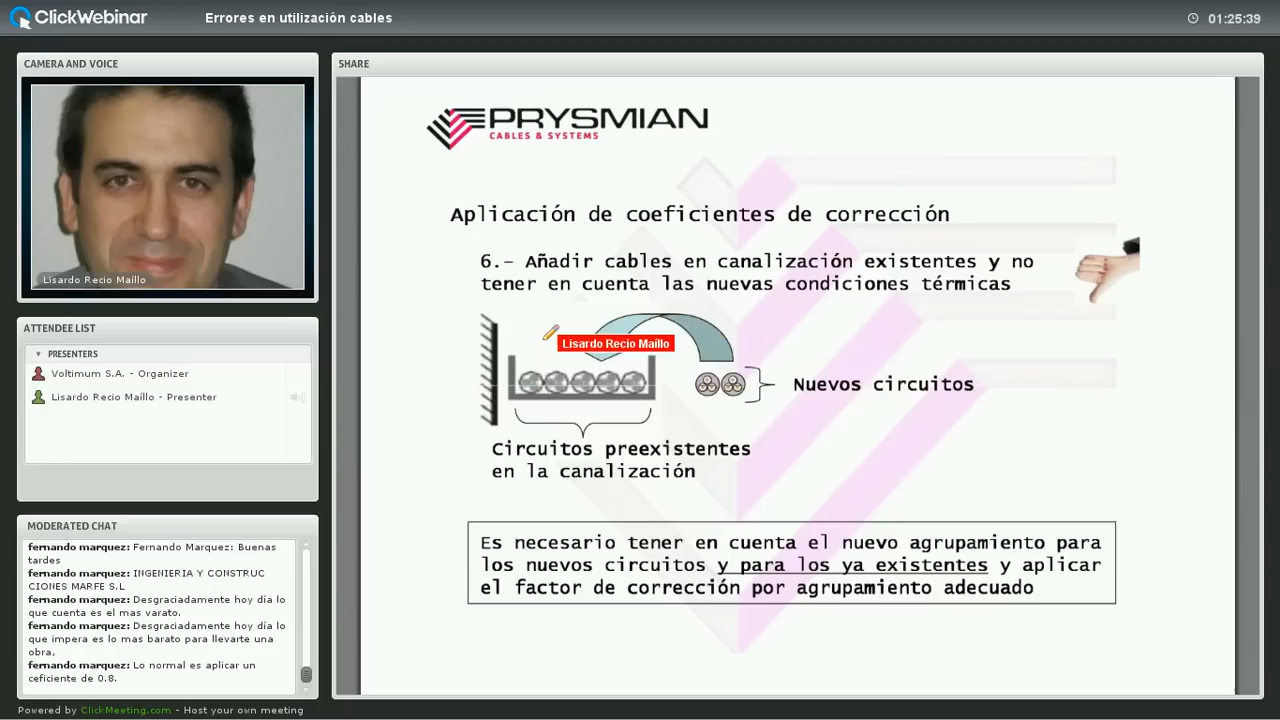 ClickWebinar
Errores en utilización cables
01:25:39
CAMERA AND VOICE
Lisardo Recio Maíllo
ATTENDEE LIST
PRESENTERS
Voltimum S.A. - Organizer
Lisardo Recio Maíllo - Presenter
MODERATED CHAT
fernando marquez: Fernando Marquez: Buenas
tardes
fernando marquez: INGENIERIA Y CONSTRUC
CIONES MARFE S.L
fernando marquez: Desgraciadamente hoy día lo
que cuenta es el mas varato.
fernando marquez: Desgraciadamente hoy día lo
que impera es lo mas barato para llevarte una
obra.
fernando marquez: Lo normal es aplicar un
ceficiente de 0.8.
Powered by ClickMeeting.com - Host your own meeting
SHARE
PRYSMIAN
CABLES & SYSTEMS
Aplicación de coeficientes de corrección
6.- Añadir cables en canalización existentes y no
tener en cuenta las nuevas condiciones térmicas
Lisardo Recio Maíllo
Nuevos circuitos
Circuitos preexistentes
en la canalización
Es necesario tener en cuenta el nuevo agrupamiento para
los nuevos circuitos y para los ya existentes y aplicar
el factor de corrección por agrupamiento adecuado